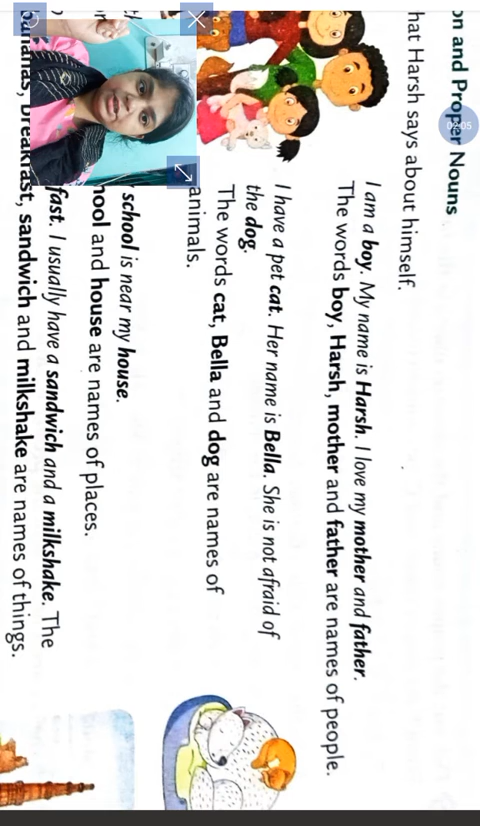 on and Proper Nouns
02:05
hat Harsh says about himself.
I am a boy. My name is Harsh. I love my mother and father.
The words boy, Harsh, mother and father are names of people.
I have a pet cat. Her name is Bella. She is not afraid of
the dog.
The words cat, Bella and dog are names of
animals.
school is near my house.
hool and house are names of places.
fast. I usually have a sandwich and a milkshake. The
bananas, breakfast, sandwich and milkshake are names of things.